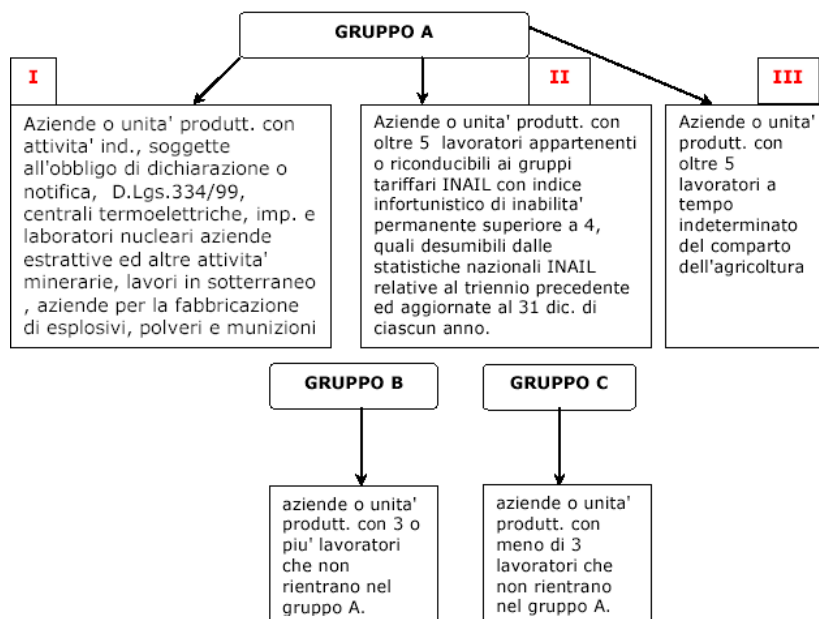 GRUPPO A
I
Aziende o unita' produtt. con
attivita' ind., soggette
all'obbligo di dichiarazione o
notifica, D.Lgs.334/99,
centrali termoelettriche, imp. e
laboratori nucleari aziende
estrattive ed altre attivita'
minerarie, lavori in sotterraneo
, aziende per la fabbricazione
di esplosivi, polveri e munizioni
II
Aziende o unita' produtt. con
oltre 5 lavoratori appartenenti
o riconducibili ai gruppi
tariffari INAIL con indice
infortunistico di inabilita'
permanente superiore a 4,
quali desumibili dalle
statistiche nazionali INAIL
relative al triennio precedente
ed aggiornate al 31 dic. di
ciascun anno.
III
Aziende o unita'
produtt. con
oltre 5
lavoratori a
tempo
indeterminato
del comparto
dell'agricoltura
GRUPPO B
aziende o unita'
produtt. con 3 o
piu' lavoratori
che non
rientrano nel
gruppo A.
GRUPPO C
aziende o unita'
produtt. con
meno di 3
lavoratori che
non rientrano
nel gruppo A.